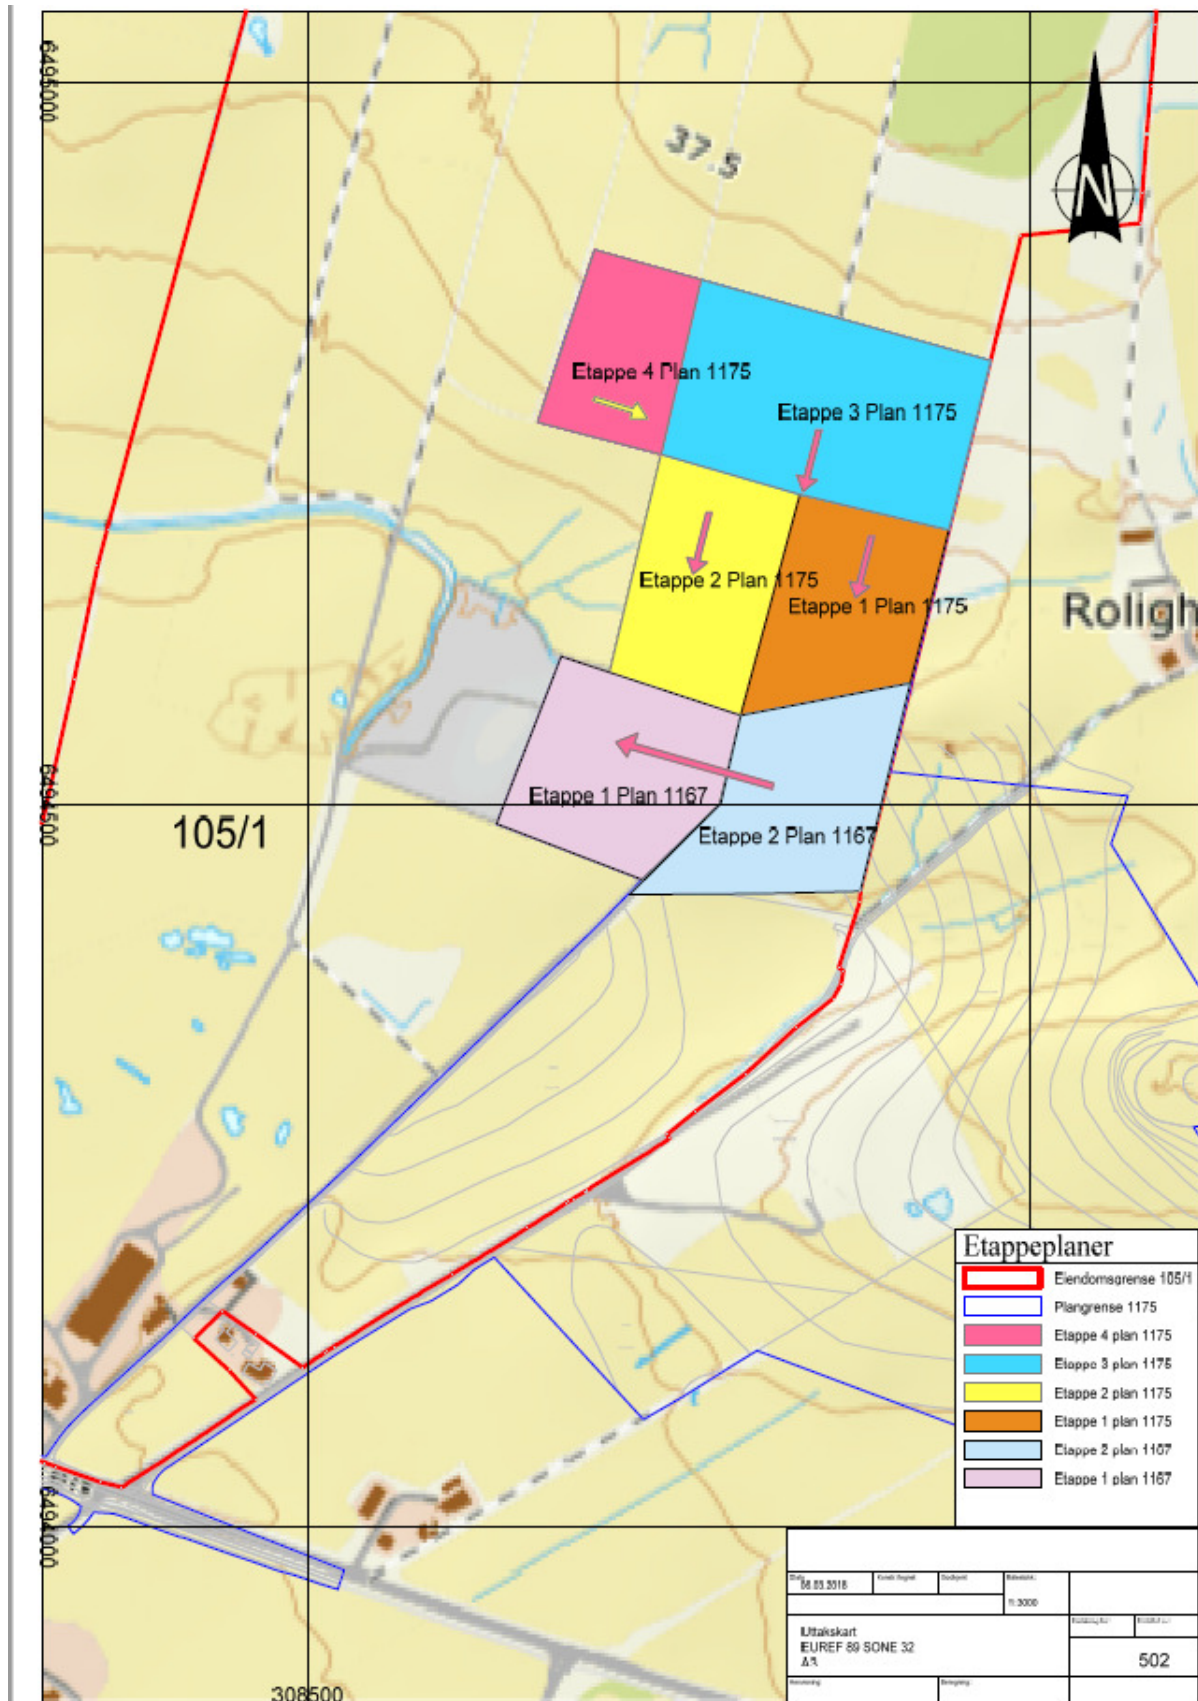 6495000
37.5
N
Etappe 4 Plan 1175
Etappe 3 Plan 1175
Etappe 2 Plan 1175
Etappe 1 Plan 1175
Roligh
6494500
Etappe 1 Plan 1167
105/1
Etappe 2 Plan 1167
Etappeplaner
Eiendomsgrense 105/1
Plangrense 1175
Etappe 4 plan 1175
Etappe 3 plan 1175
Etappe 2 plan 1175
Etappe 1 plan 1175
Etappe 2 plan 1167
Etappe 1 plan 1167
6494000
1:3000
Uttakskart
EUREF 89 SONE 32
A3
502
308500